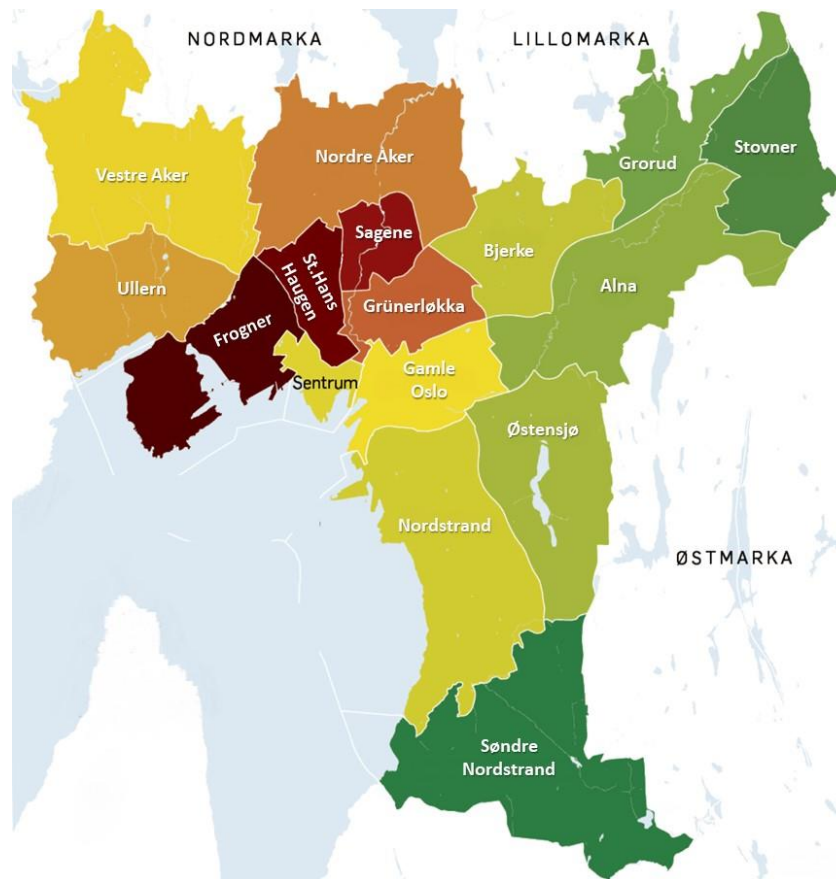 NORDMARKA
LILLOMARKA
Stovner
Nordre Aker
Grorud
Vestre Aker
Sagene
Bjerke
St.Hans
Haugen
Ullern
Alna
Grünerløkka
Frogner
Gamle
Oslo
Sentrum
Østensjø
Nordstrand
ØSTMARKA
Søndre
Nordstrand